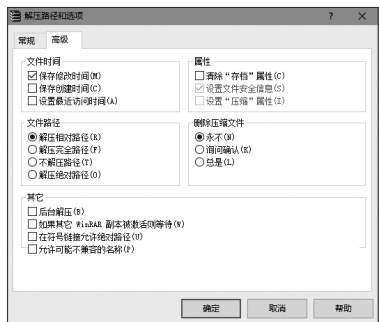 解压路径和选项
?
常规 高级
文件时间
保存修改时间(M)
保存创建时间(C)
设置最近访问时间(A)
属性
清除“存档”属性(C)
设置文件安全信息(S)
设置“压缩”属性(I)
文件路径
解压相对路径(R)
解压完全路径(F)
不解压路径(T)
解压绝对路径(O)
删除压缩文件
永不(N)
询问确认(K)
总是(L)
其它
后台解压(B)
如果其它 WinRAR 副本被激活则等待(W)
在符号链接允许绝对路径(U)
允许可能不兼容的名称(P)
确定 取消 帮助